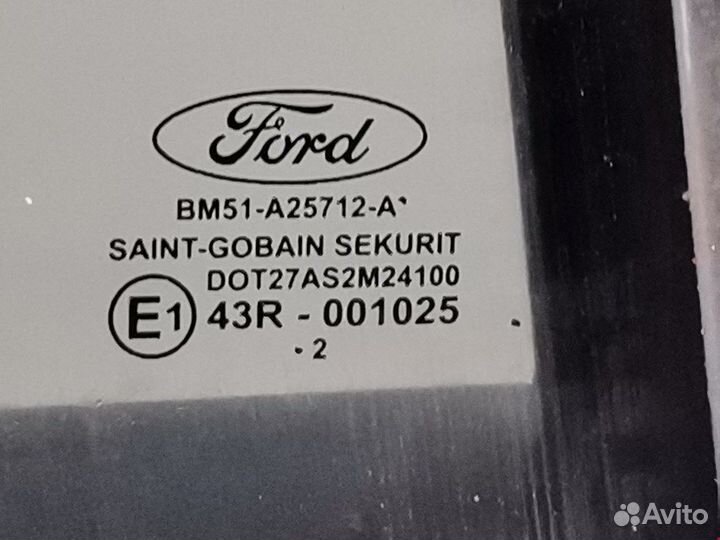 Ford
BM51-A25712-A
SAINT-GOBAIN SEKURIT
DOT27AS2M24100
E1 43R - 001025
. 2
Avito